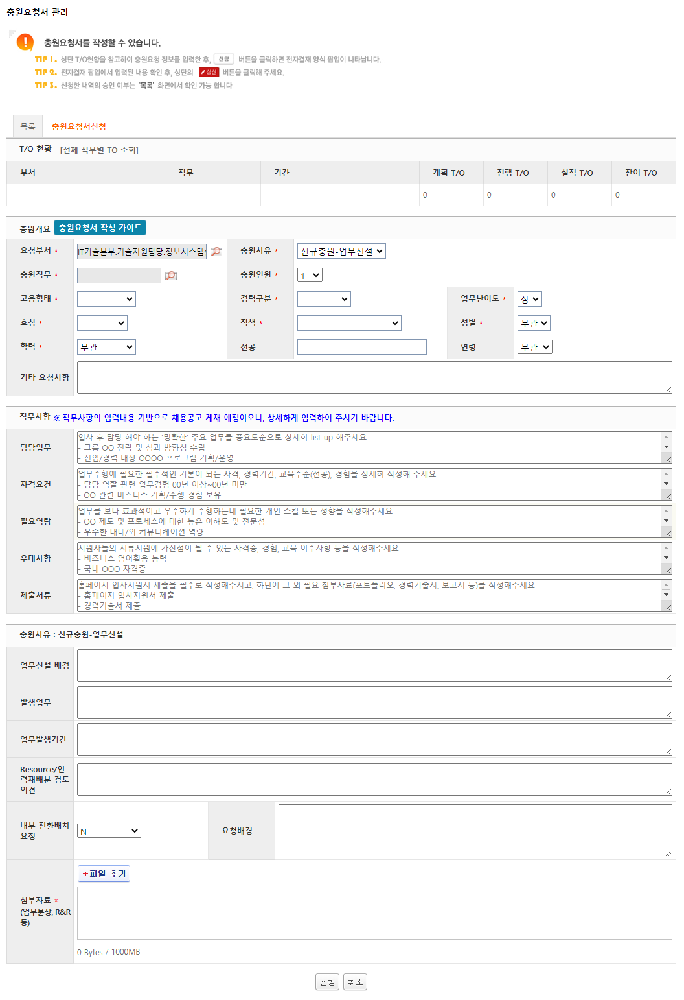 충원요청서 관리
충원요청서를 작성할 수 있습니다.
TIP 1. 상단 T/O현황을 참고하여 충원요청 정보를 입력한 후, 신청 버튼을 클릭하면 전자결재 양식 팝업이 나타납니다.
TIP 2. 전자결재 팝업에서 입력된 내용 확인 후, 상단의 상신 버튼을 클릭해 주세요.
TIP 3. 신청한 내역의 승인 여부는 '목록' 화면에서 확인 가능 합니다
목록 충원요청서신청
T/O 현황 [전체 직무별 TO 조회]
부서 직무 기간 계획 T/O 진행 T/O 실적 T/O 잔여 T/O
0 0 0 0
충원개요 충원요청서 작성 가이드
요청부서 * IT기술본부.기술지원담당.정보시스템 충원사유 * 신규충원-업무신설
충원직무 * 충원인원 * 1
고용형태 * 경력구분 * 업무난이도 * 상
호칭 * 직책 * 성별 * 무관
학력 * 무관 전공 연령 무관
기타 요청사항
직무사항 ※ 직무사항의 입력내용 기반으로 채용공고 게재 예정이오니, 상세하게 입력하여 주시기 바랍니다.
담당업무 입사 후 담당 해야 하는 '명확한' 주요 업무를 중요도순으로 상세히 list-up 해주세요.
- 그룹 OO 전략 및 성과 방향성 수립
- 신입/경력 대상 OOOO 프로그램 기획/운영
자격요건 업무수행에 필요한 필수적인 기본이 되는 자격, 경력기간, 교육수준(전공), 경험을 상세히 작성해 주세요.
- 담당 역할 관련 업무경험 00년 이상~00년 미만
- OO 관련 비즈니스 기획/수행 경험 보유
필요역량 업무를 보다 효과적이고 우수하게 수행하는데 필요한 개인 스킬 또는 성향을 작성해주세요.
- OO 제도 및 프로세스에 대한 높은 이해도 및 전문성
- 우수한 대내/외 커뮤니케이션 역량
우대사항 지원자들의 서류지원에 가산점이 될 수 있는 자격증, 경험, 교육 이수사항 등을 작성해주세요.
- 비즈니스 영어활용 능력
- 국내 OOO 자격증
제출서류 홈페이지 입사지원서 제출을 필수로 작성해주시고, 하단에 그 외 필요 첨부자료(포트폴리오, 경력기술서, 보고서 등)를 작성해주세요.
- 홈페이지 입사지원서 제출
- 경력기술서 제출
충원사유 : 신규충원-업무신설
업무신설 배경
발생업무
업무발생기간
Resource/인
력재배분 검토
의견
내부 전환배치
요청 N 요청배경
+파일 추가
첨부자료 *
(업무분장, R&R
등)
0 Bytes / 1000MB
신청 취소